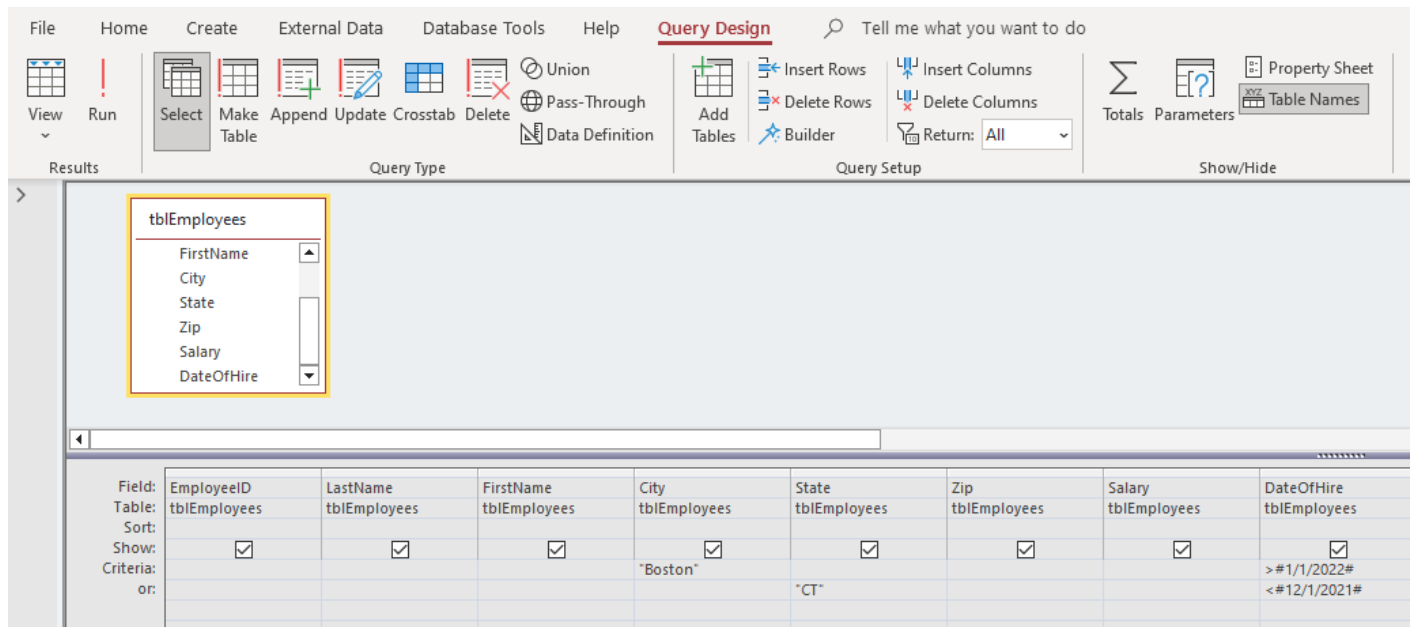 File Home Create External Data Database Tools Help Query Design Tell me what you want to do
View Run Select Make Table Append Update Crosstab Delete
Union
Pass-Through
Data Definition
Add Tables
Insert Rows
Delete Rows
Builder
Insert Columns
Delete Columns
Return: All
Totals Parameters
Property Sheet
XYZ Table Names
Results Query Type Query Setup Show/Hide
tblEmployees
FirstName
City
State
Zip
Salary
DateOfHire
Field: EmployeeID LastName FirstName City State Zip Salary DateOfHire
Table: tblEmployees tblEmployees tblEmployees tblEmployees tblEmployees tblEmployees tblEmployees tblEmployees
Sort:
Show:
Criteria: "Boston" >#1/1/2022#
or: "CT" <#12/1/2021#